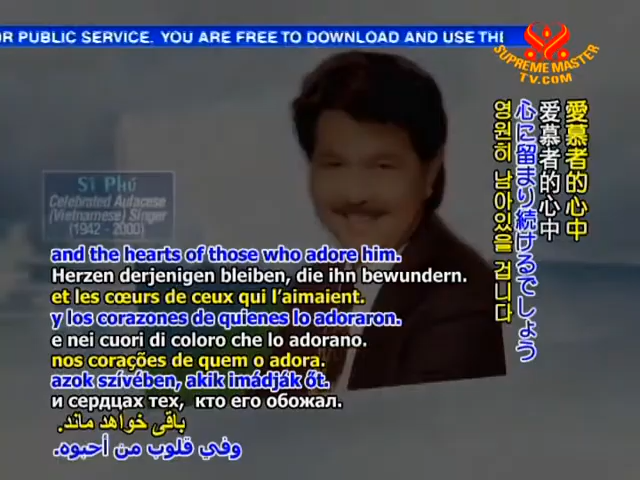 OR PUBLIC SERVICE. YOU ARE FREE TO DOWNLOAD AND USE THE
SUPREME MASTER
TV.COM
Sĩ Phú
Celebrated Aulacese
(Vietnamese) Singer
(1942 - 2000)
愛慕者的心中
爱慕者的心中
心に留まり続けるでしょう
영원히 남아있을 겁니다
and the hearts of those who adore him.
Herzen derjenigen bleiben, die ihn bewundern.
et les cœurs de ceux qui l'aimaient.
y los corazones de quienes lo adoraron.
e nei cuori di coloro che lo adorano.
nos corações de quem o adora.
azok szívében, akik imádják őt.
и сердцах тех, кто его обожал.
باقی خواهد ماند.
وفي قلوب من أحبوه.